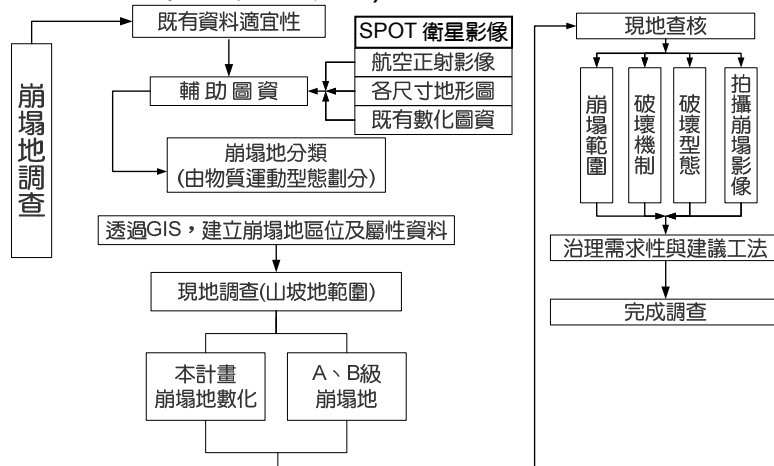 崩塌地調查
既有資料適宜性
SPOT 衛星影像
航空正射影像
各尺寸地形圖
既有數化圖資
輔助圖資
崩塌地分類
(由物質運動型態劃分)
透過GIS，建立崩塌地區位及屬性資料
現地調查(山坡地範圍)
本計畫
崩塌地數化
A、B級
崩塌地
現地查核
崩塌範圍
破壞機制
破壞型態
拍攝崩塌影像
治理需求性與建議工法
完成調查